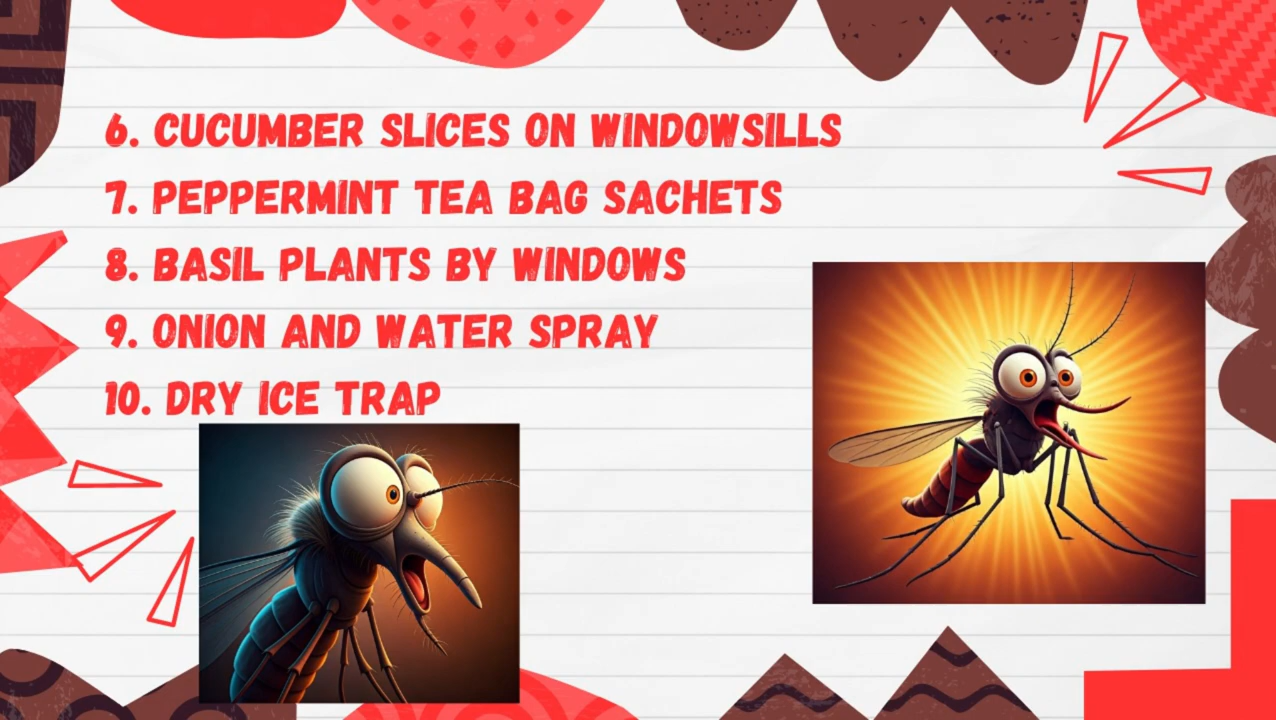 6. CUCUMBER SLICES ON WINDOWSILLS
7. PEPPERMINT TEA BAG SACHETS
8. BASIL PLANTS BY WINDOWS
9. ONION AND WATER SPRAY
10. DRY ICE TRAP